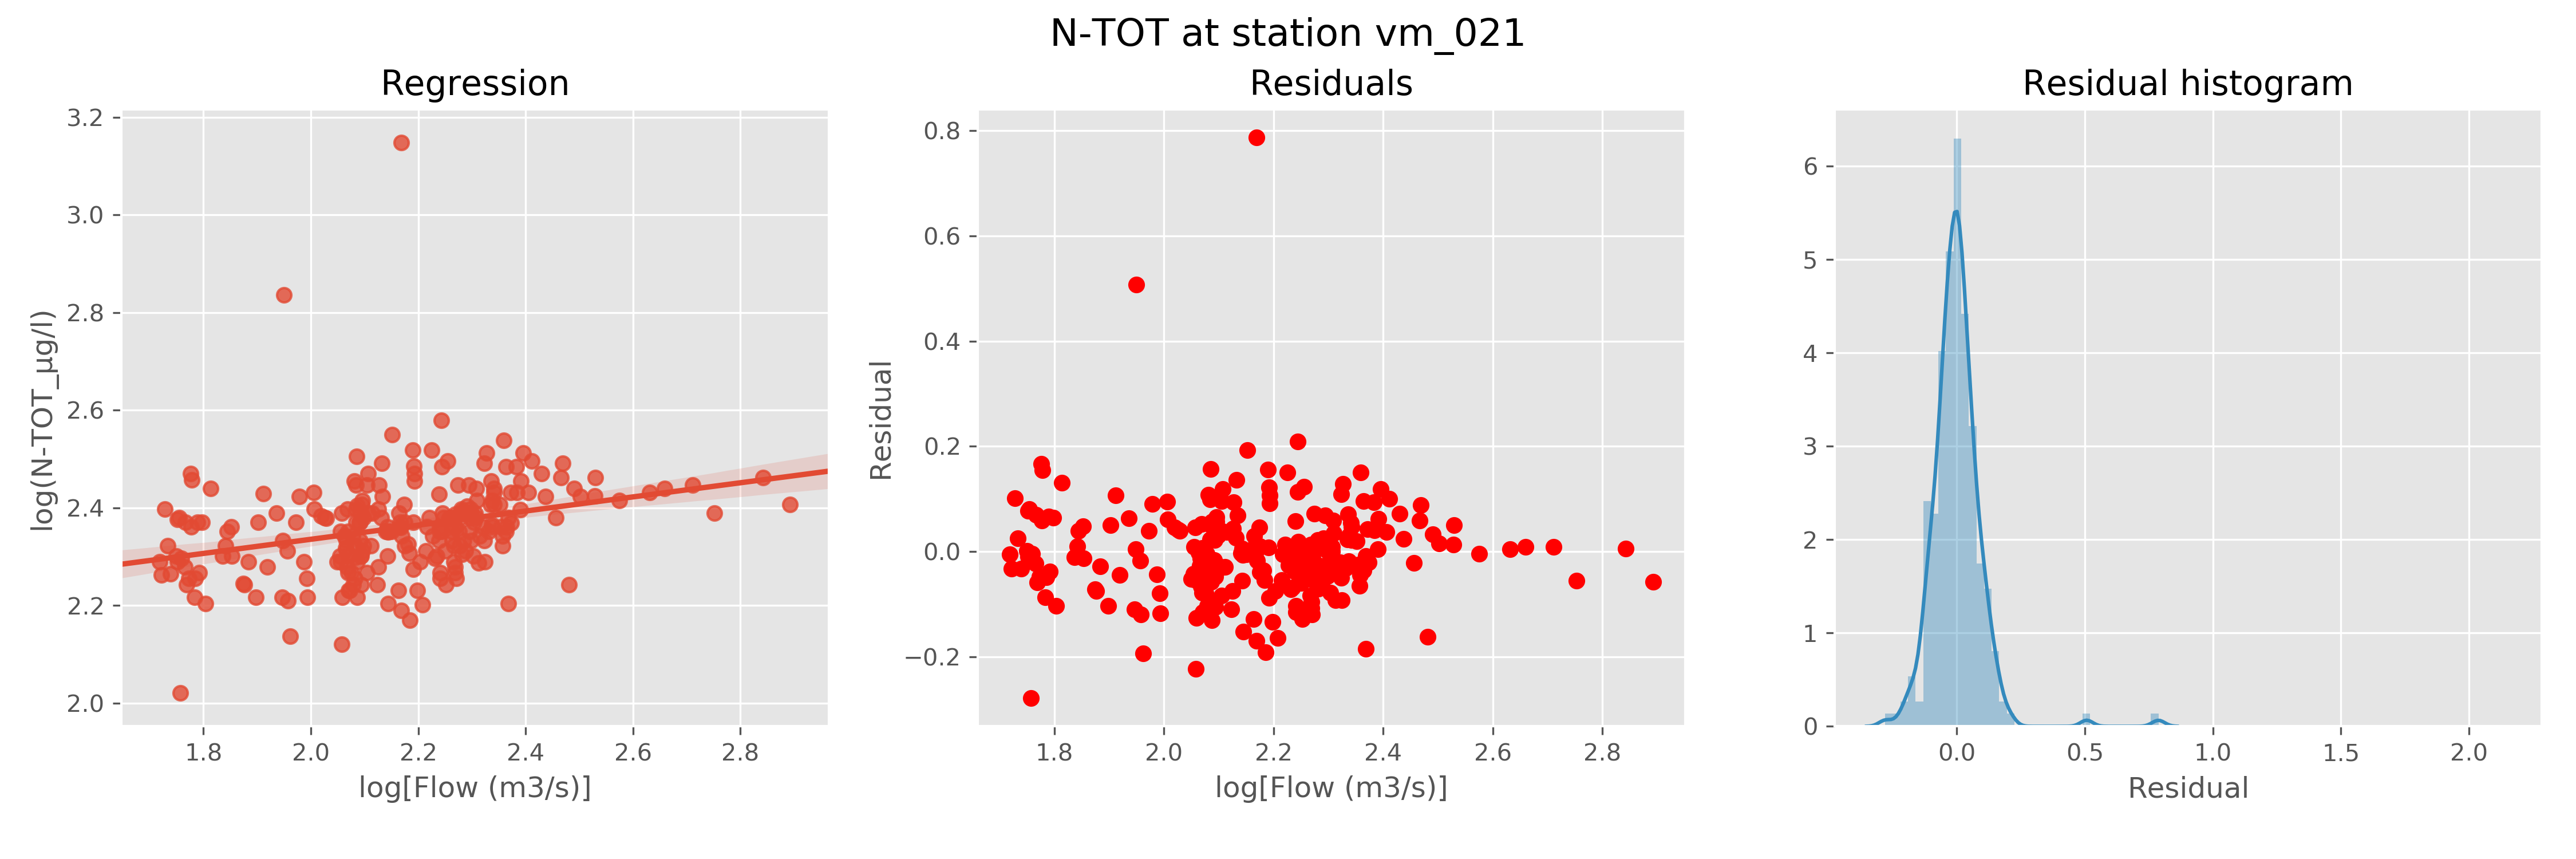 N-TOT at station vm_021
Regression
3.2
3.0
2.8
2.6
2.4
2.2
2.0
log(N-TOT_µg/l)
1.8 2.0 2.2 2.4 2.6 2.8
log[Flow (m3/s)]
Residuals
0.8
0.6
0.4
0.2
0.0
−0.2
Residual
1.8 2.0 2.2 2.4 2.6 2.8
log[Flow (m3/s)]
Residual histogram
6
5
4
3
2
1
0
0.0 0.5 1.0 1.5 2.0
Residual